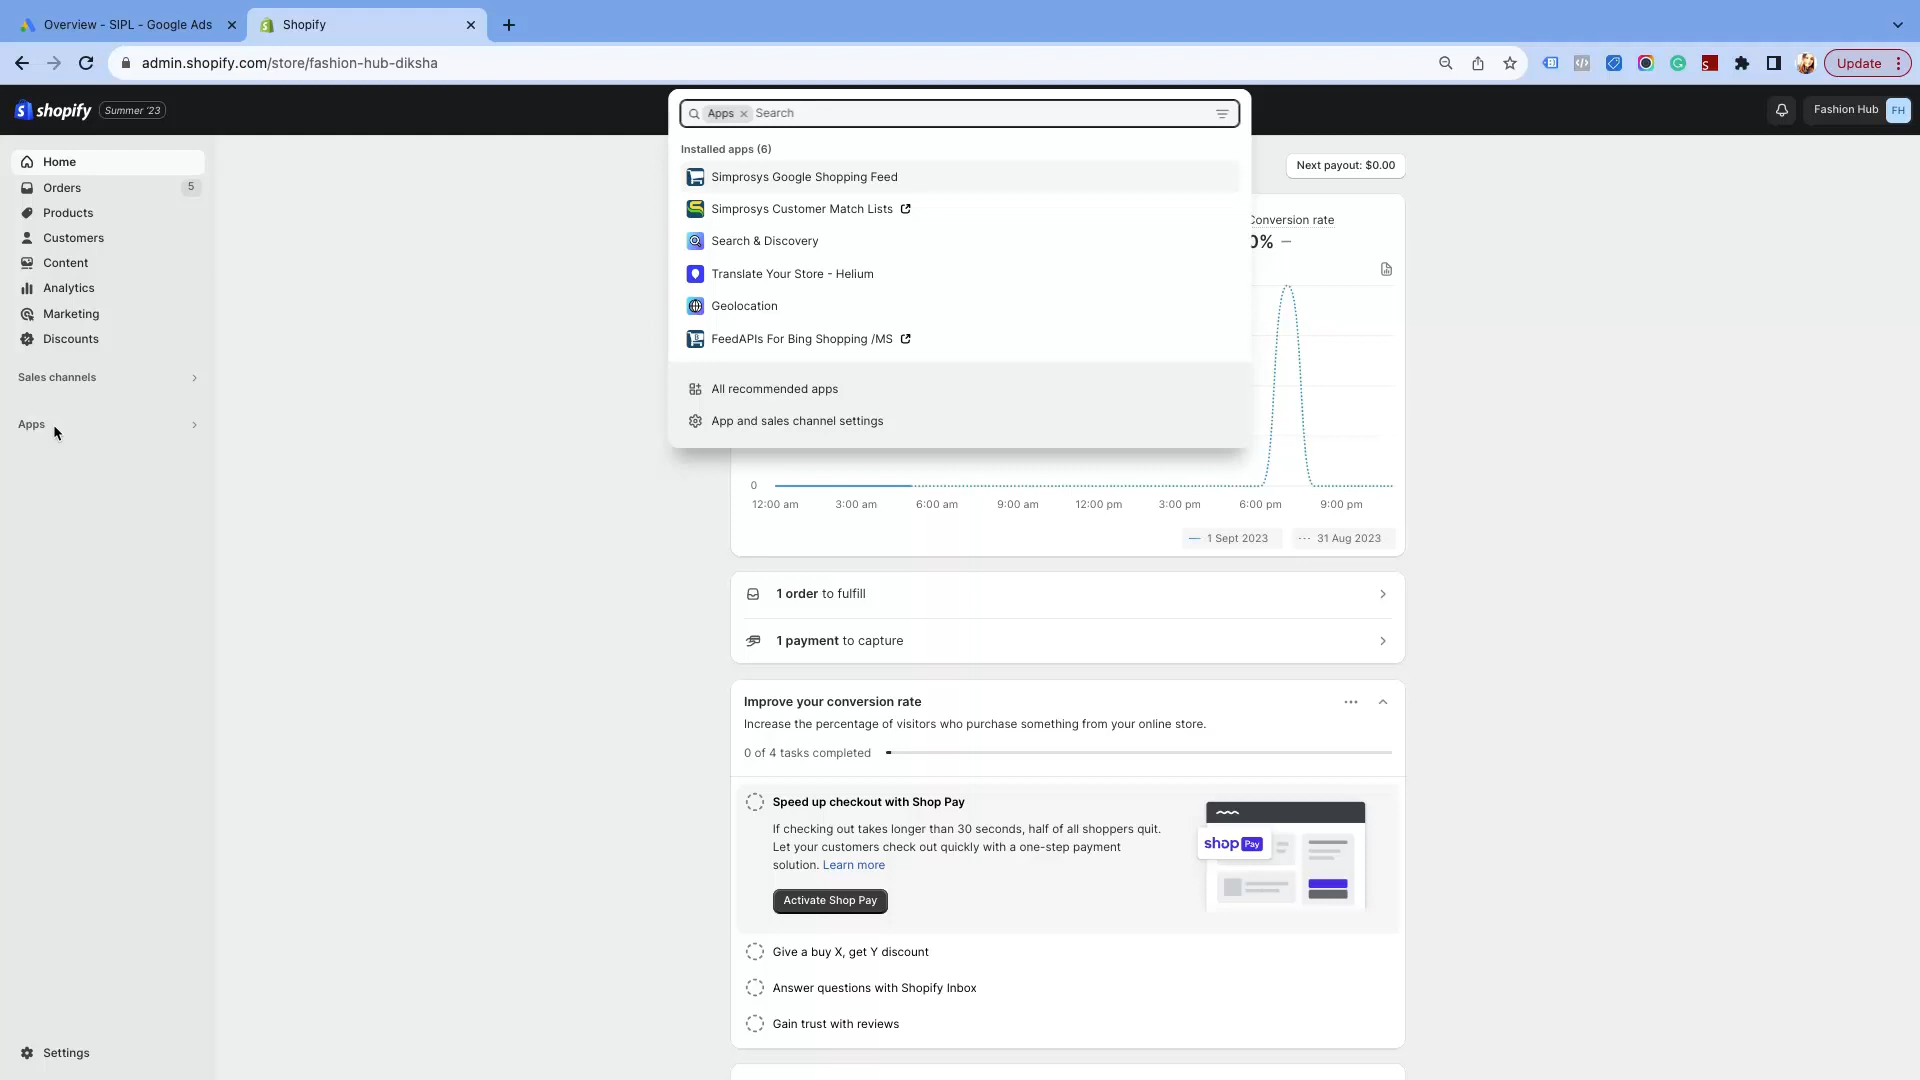 Overview - SIPL - Google Ads
Shopify
admin.shopify.com/store/fashion-hub-diksha
Update
shopify
Summer '23
Apps
Search
Fashion Hub
FH
Installed apps (6)
Simprosys Google Shopping Feed
Simprosys Customer Match Lists
Search & Discovery
Translate Your Store - Helium
Geolocation
FeedAPIs For Bing Shopping /MS
All recommended apps
App and sales channel settings
Home
Orders
5
Products
Customers
Content
Analytics
Marketing
Discounts
Sales channels
Apps
Settings
Next payout: $0.00
Conversion rate
0% –
0
12:00 am
3:00 am
6:00 am
9:00 am
12:00 pm
3:00 pm
6:00 pm
9:00 pm
1 Sept 2023
31 Aug 2023
1 order to fulfill
1 payment to capture
Improve your conversion rate
Increase the percentage of visitors who purchase something from your online store.
0 of 4 tasks completed
Speed up checkout with Shop Pay
If checking out takes longer than 30 seconds, half of all shoppers quit.
Let your customers check out quickly with a one-step payment
solution. Learn more
shop Pay
Activate Shop Pay
Give a buy X, get Y discount
Answer questions with Shopify Inbox
Gain trust with reviews